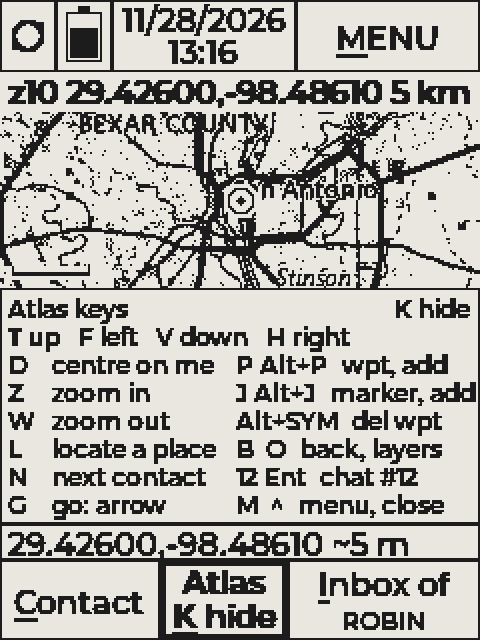 11/28/2026
13:16
MENU
z10 29.42600,-98.48610 5 km
BEXAR COUNTY
n Antonio
Stinson
Atlas keys K hide
T up F left V down H right
D centre on me P Alt+P wpt, add
Z zoom in J Alt+J marker, add
W zoom out Alt+SYM del wpt
L locate a place B O back, layers
N next contact 12 Ent chat #12
G go: arrow M ^ menu, close
29.42600,-98.48610 ~5 m
Contact
Atlas
K hide
Inbox of
ROBIN